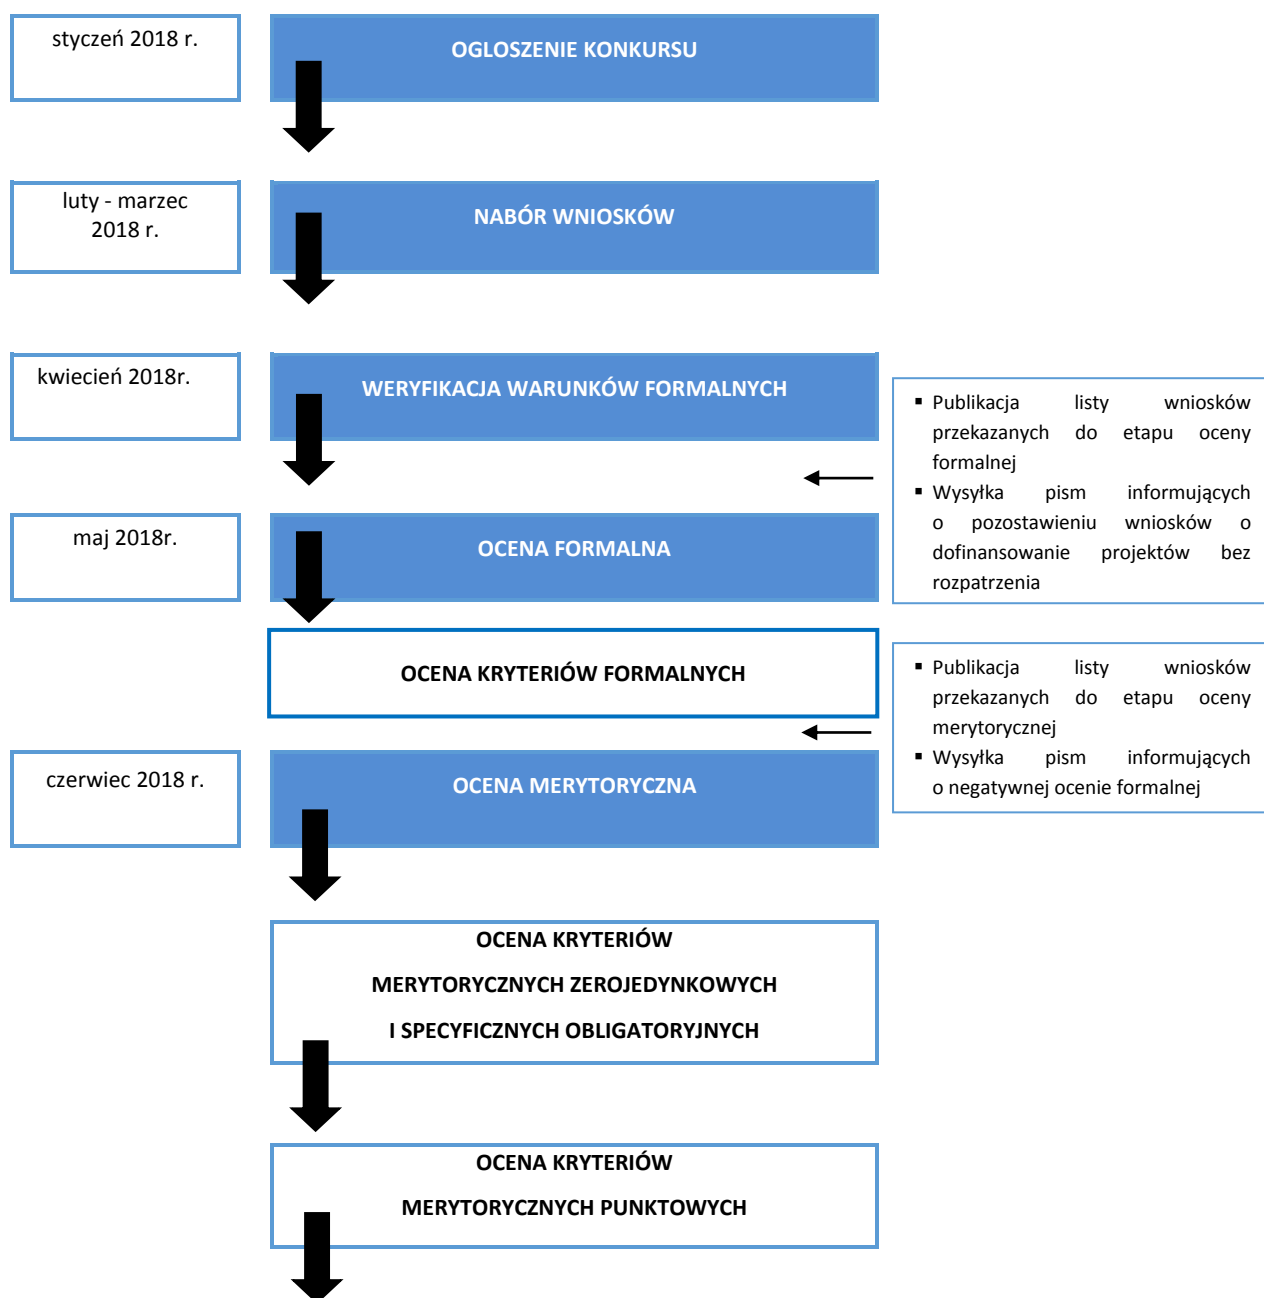 styczeń 2018 r.
OGLOSZENIE KONKURSU
luty - marzec
2018 r.
NABÓR WNIOSKÓW
kwiecień 2018r.
WERYFIKACJA WARUNKÓW FORMALNYCH
▪ Publikacja listy wniosków
przekazanych do etapu oceny
formalnej
▪ Wysyłka pism informujących
o pozostawieniu wniosków o
dofinansowanie projektów bez
rozpatrzenia
maj 2018r.
OCENA FORMALNA
OCENA KRYTERIÓW FORMALNYCH
▪ Publikacja listy wniosków
przekazanych do etapu oceny
merytorycznej
▪ Wysyłka pism informujących
o negatywnej ocenie formalnej
czerwiec 2018 r.
OCENA MERYTORYCZNA
OCENA KRYTERIÓW
MERYTORYCZNYCH ZEROJEDYNKOWYCH
I SPECYFICZNYCH OBLIGATORYJNYCH
OCENA KRYTERIÓW
MERYTORYCZNYCH PUNKTOWYCH